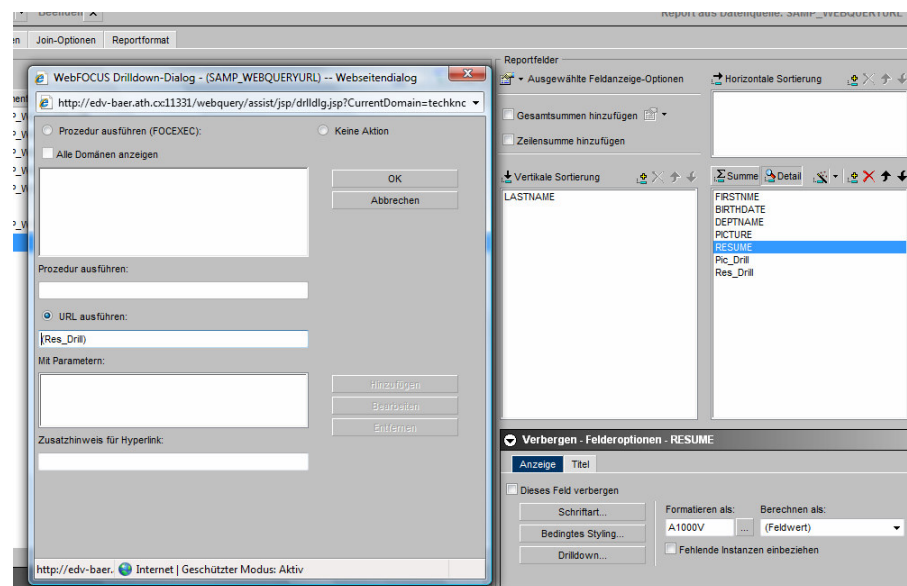 Beenden X
Report aus Datenquelle: SAMP_WEBQUERYURL
en Join-Optionen Reportformat
WebFOCUS Drilldown-Dialog - (SAMP_WEBQUERYURL) -- Webseitendialog
http://edv-baer.ath.cx:11331/webquery/assist/jsp/drlldlg.jsp?CurrentDomain=techknc
Prozedur ausführen (FOCEXEC):
Keine Aktion
Alle Domänen anzeigen
OK
Abbrechen
Prozedur ausführen:
URL ausführen:
(Res_Drill)
Mit Parametern:
Hinzufügen
Bearbeiten
Entfernen
Zusatzhinweis für Hyperlink:
http://edv-baer. Internet | Geschützter Modus: Aktiv
Reportfelder
Ausgewählte Feldanzeige-Optionen
Horizontale Sortierung
Gesamtsummen hinzufügen
Zeilensumme hinzufügen
Vertikale Sortierung
Summe Detail
LASTNAME
FIRSTNME
BIRTHDATE
DEPTNAME
PICTURE
RESUME
Pic_Drill
Res_Drill
Verbergen - Felderoptionen - RESUME
Anzeige Titel
Dieses Feld verbergen
Schriftart...
Bedingtes Styling...
Drilldown...
Formatieren als: Berechnen als:
A1000V ... (Feldwert)
Fehlende Instanzen einbeziehen